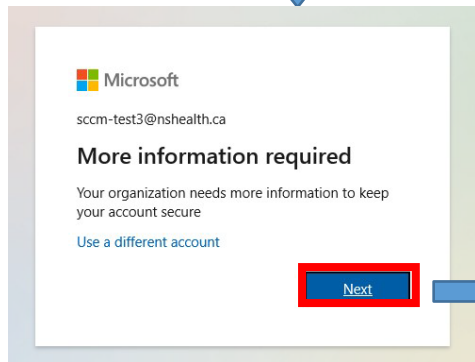 Microsoft
sccm-test3@nshealth.ca
More information required
Your organization needs more information to keep
your account secure
Use a different account
Next